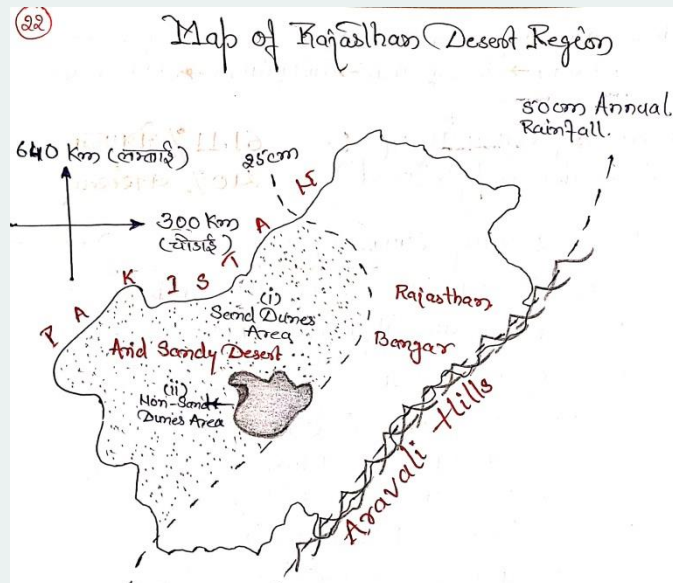 22
Map of Rajasthan Desert Region
50cm Annual
Rainfall.
640 Km (लम्बाई)
25cm
300 Km
(चौडाई)
PAKISTAN
(i)
Sand Dunes
Area
Rajasthan
Bangar
Arid Sandy Desert
(ii)
Non-Sand
Dunes Area
Aravali Hills